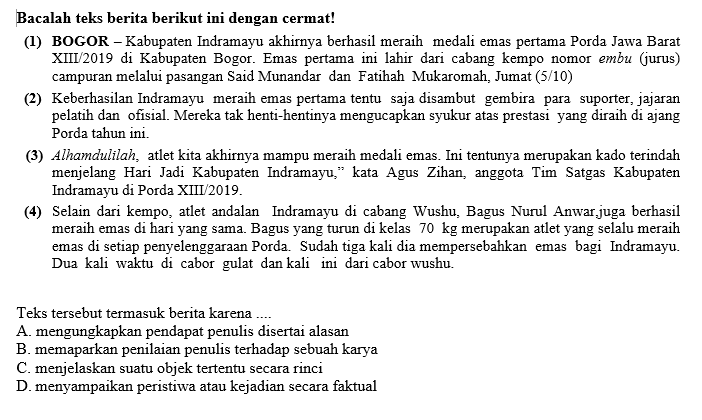 Bacalah teks berita berikut ini dengan cermat!
(1) BOGOR – Kabupaten Indramayu akhirnya berhasil meraih medali emas pertama Porda Jawa Barat
XIII/2019 di Kabupaten Bogor. Emas pertama ini lahir dari cabang kempo nomor embu (jurus)
campuran melalui pasangan Said Munandar dan Fatihah Mukaromah, Jumat (5/10)
(2) Keberhasilan Indramayu meraih emas pertama tentu saja disambut gembira para suporter, jajaran
pelatih dan ofisial. Mereka tak henti-hentinya mengucapkan syukur atas prestasi yang diraih di ajang
Porda tahun ini.
(3) Alhamdulilah, atlet kita akhirnya mampu meraih medali emas. Ini tentunya merupakan kado terindah
menjelang Hari Jadi Kabupaten Indramayu,” kata Agus Zihan, anggota Tim Satgas Kabupaten
Indramayu di Porda XIII/2019.
(4) Selain dari kempo, atlet andalan Indramayu di cabang Wushu, Bagus Nurul Anwar,juga berhasil
meraih emas di hari yang sama. Bagus yang turun di kelas 70 kg merupakan atlet yang selalu meraih
emas di setiap penyelenggaraan Porda. Sudah tiga kali dia mempersebahkan emas bagi Indramayu.
Dua kali waktu di cabor gulat dan kali ini dari cabor wushu.
Teks tersebut termasuk berita karena ....
A. mengungkapkan pendapat penulis disertai alasan
B. memaparkan penilaian penulis terhadap sebuah karya
C. menjelaskan suatu objek tertentu secara rinci
D. menyampaikan peristiwa atau kejadian secara faktual